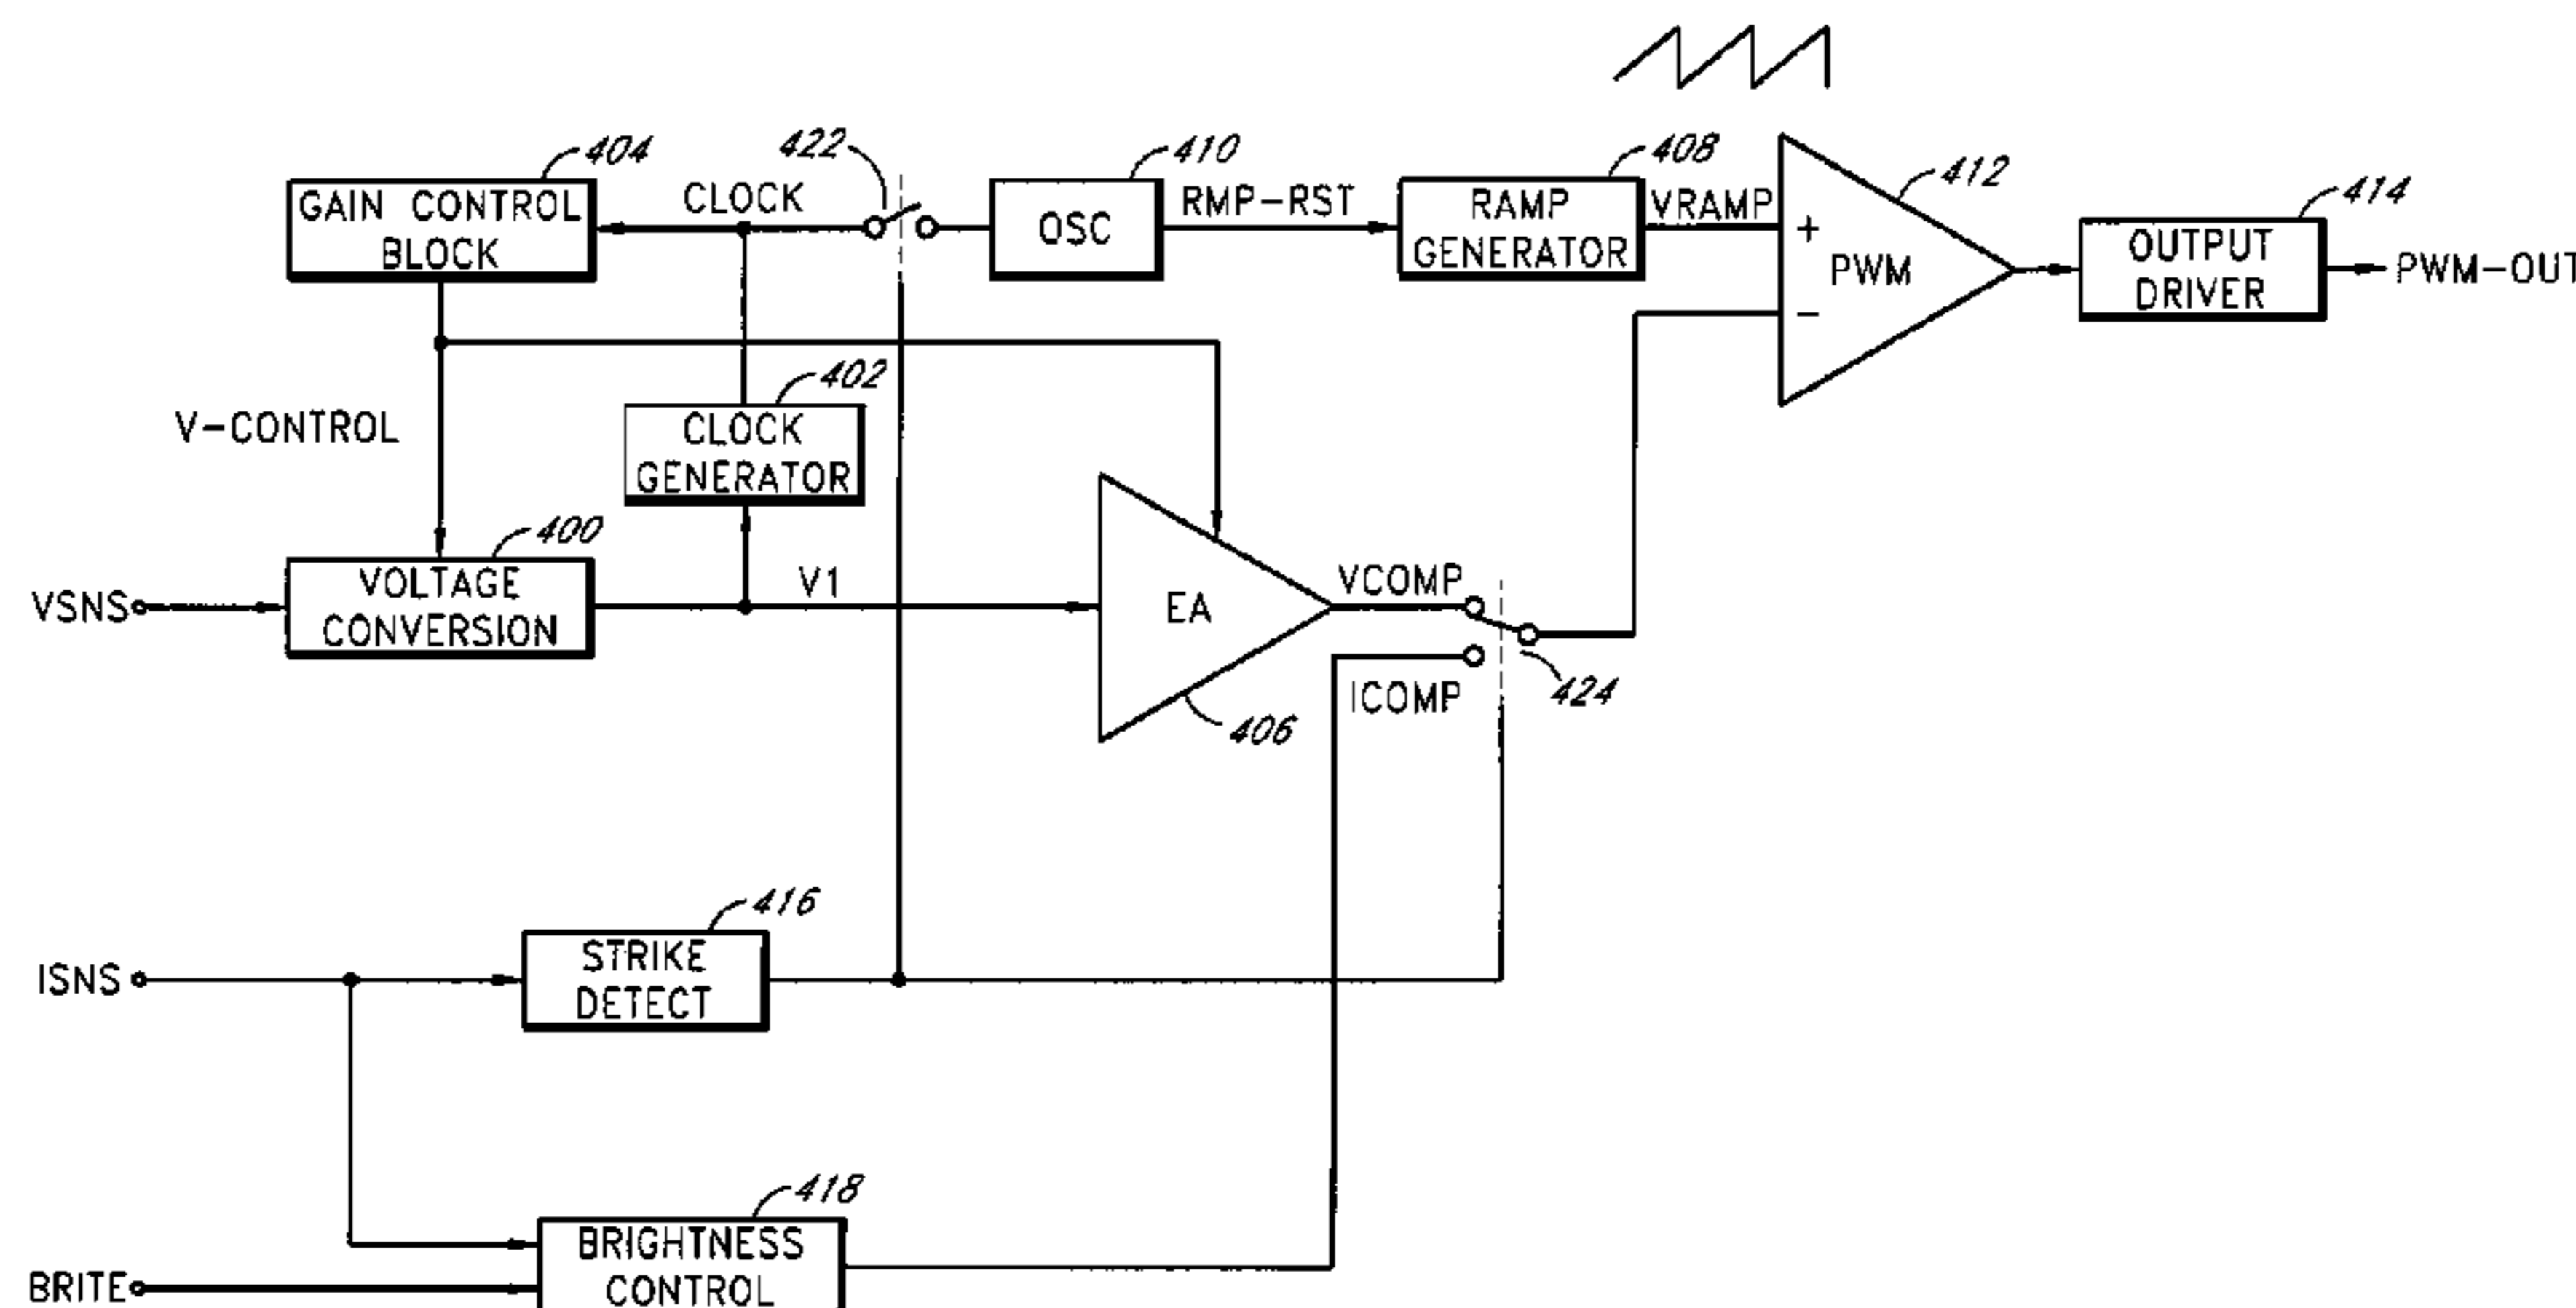 404
422
410
408
412
414
GAIN CONTROL
BLOCK
CLOCK
OSC
RMP-RST
RAMP
GENERATOR
VRAMP
+
PWM
−
OUTPUT
DRIVER
PWM-OUT
402
V-CONTROL
CLOCK
GENERATOR
400
VSNS
VOLTAGE
CONVERSION
V1
EA
VCOMP
ICOMP
424
406
416
ISNS
STRIKE
DETECT
418
BRITE
BRIGHTNESS
CONTROL